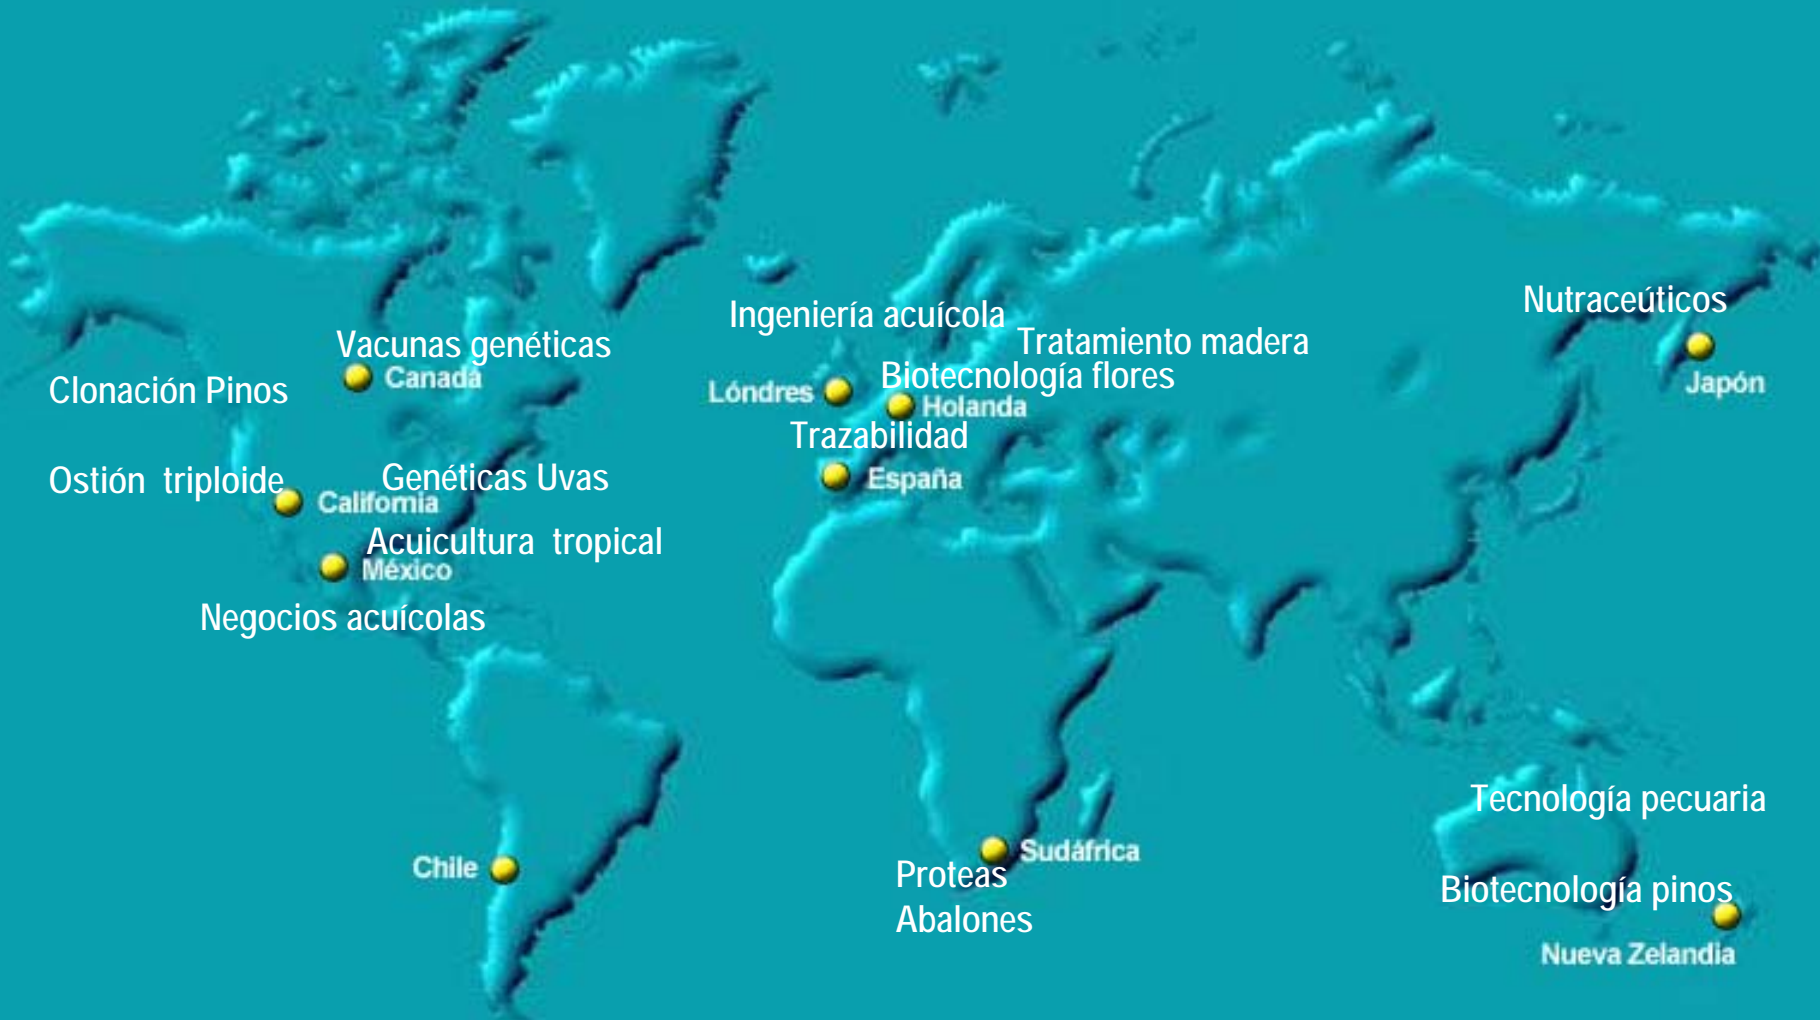 Nutraceúticos
Ingeniería acuícola
Tratamiento madera
Vacunas genéticas
Canadá
Clonación Pinos
Lóndres
Biotecnología flores
Holanda
Japón
Trazabilidad
España
Ostión triploide
Genéticas Uvas
California
Acuicultura tropical
México
Negocios acuícolas
Tecnología pecuaria
Chile
Sudáfrica
Proteas
Abalones
Biotecnología pinos
Nueva Zelandia